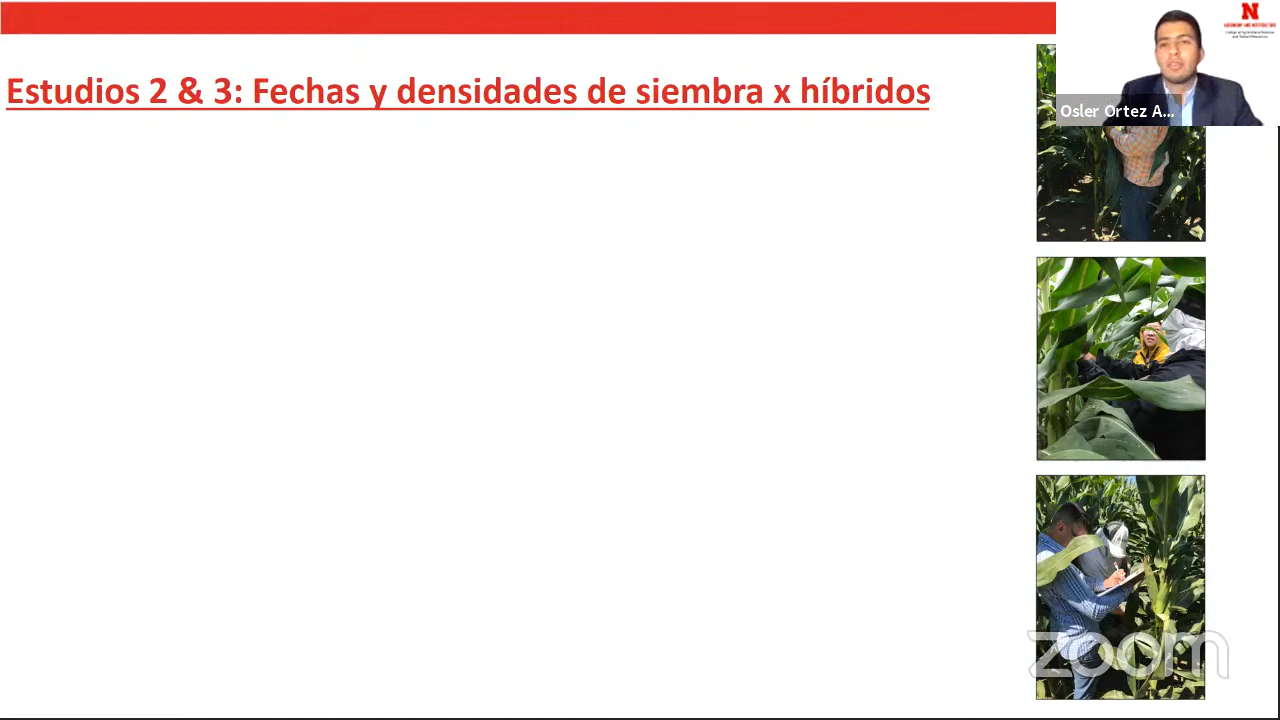 Estudios 2 & 3: Fechas y densidades de siembra x híbridos
N
Osler Ortez A...
zoom